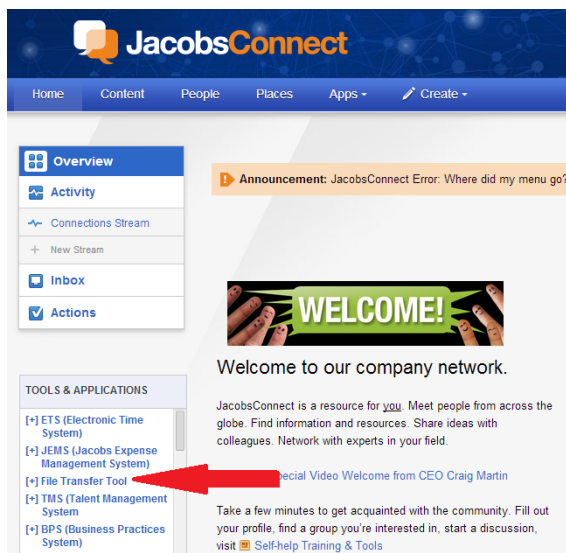 JacobsConnect
Home Content People Places Apps Create
Overview
Activity
Connections Stream
+ New Stream
Inbox
Actions
Announcement: JacobsConnect Error: Where did my menu go?
WELCOME!
Welcome to our company network.
JacobsConnect is a resource for you. Meet people from across the
globe. Find information and resources. Share ideas with
colleagues. Network with experts in your field.
Video Welcome from CEO Craig Martin
Take a few minutes to get acquainted with the community. Fill out
your profile, find a group you're interested in, start a discussion,
visit Self-help Training & Tools
TOOLS & APPLICATIONS
[+] ETS (Electronic Time
System)
[+] JEMS (Jacobs Expense
Management System)
[+] File Transfer Tool
[+] TMS (Talent Management
System
[+] BPS (Business Practices
System)